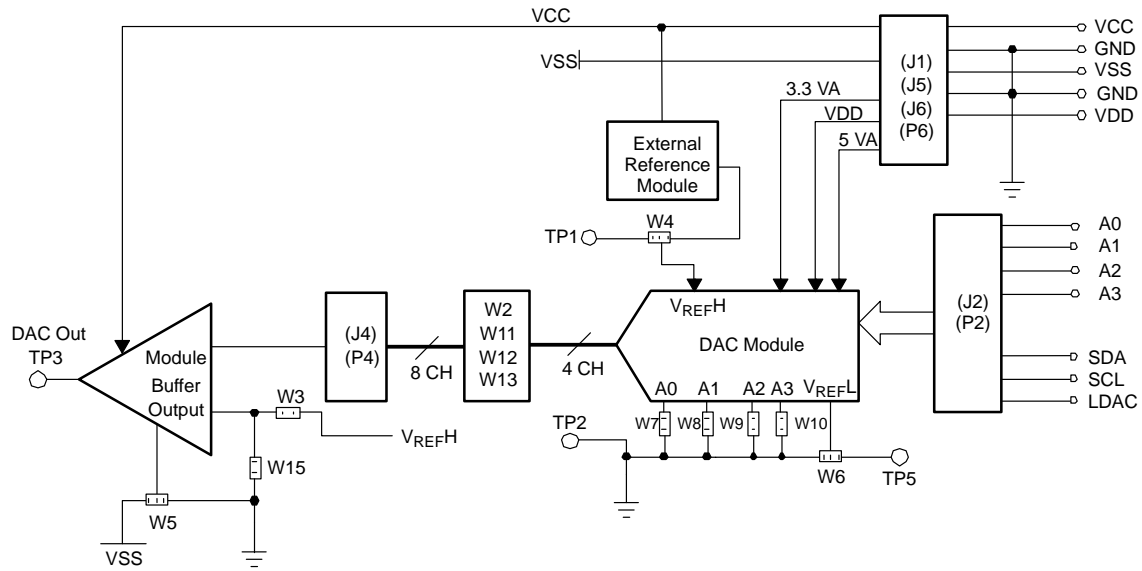 VCC
VCC
GND
VSS
GND
VDD
VSS
(J1)
(J5)
(J6)
(P6)
3.3 VA
VDD
5 VA
External
Reference
Module
W4
TP1
A0
A1
A2
A3
(J2)
(P2)
SDA
SCL
LDAC
VREFH
DAC Module
A0 A1 A2 A3 VREFL
W2
W11
W12
W13
(J4)
(P4)
8 CH
4 CH
DAC Out
TP3
Module
Buffer
Output
W3
VREFH
W15
W5
VSS
TP2
W7
W8
W9
W10
W6
TP5